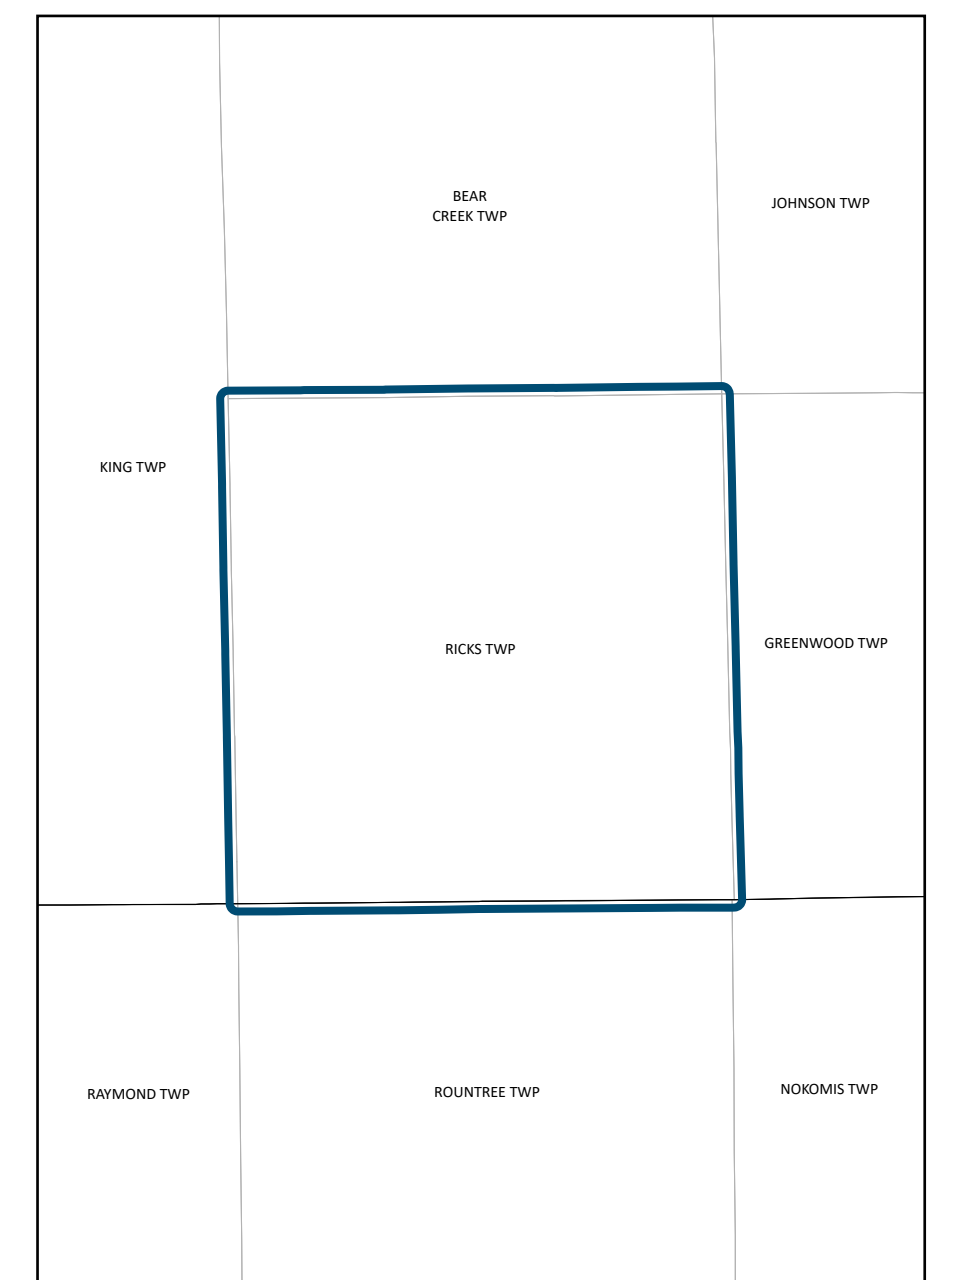 BEAR
CREEK TWP
JOHNSON TWP
KING TWP
RICKS TWP
GREENWOOD TWP
RAYMOND TWP
ROUNTREE TWP
NOKOMIS TWP